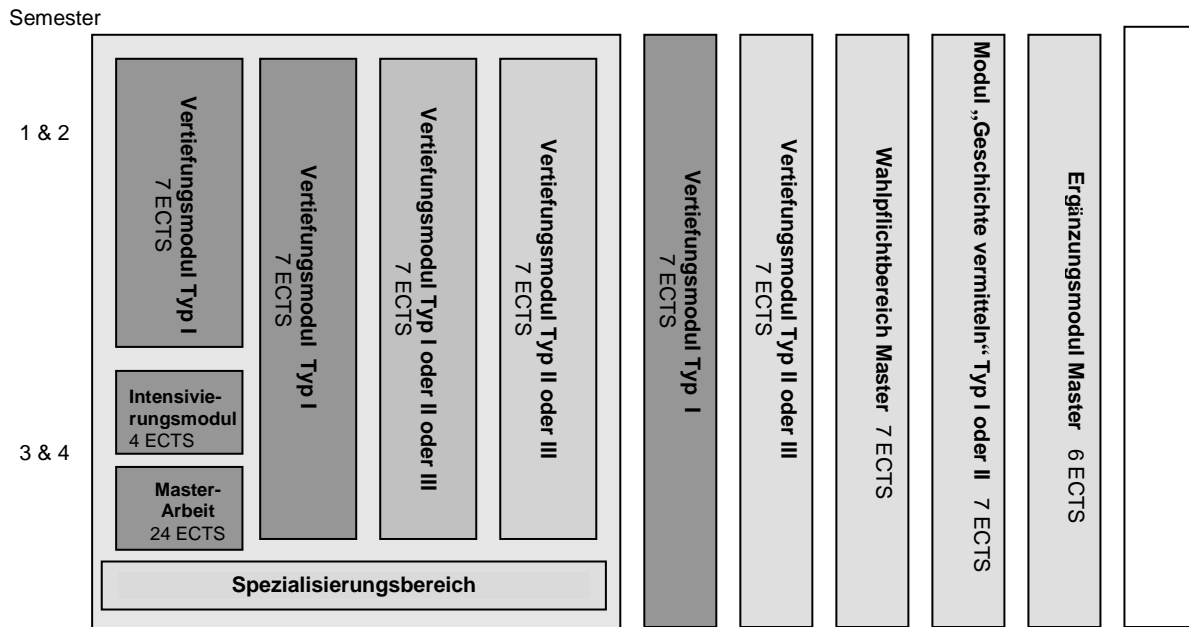 Semester
1 & 2
3 & 4
Vertiefungsmodul Typ I
7 ECTS
Intensivie-
rungsmodul
4 ECTS
Master-
Arbeit
24 ECTS
Vertiefungsmodul Typ I
7 ECTS
Vertiefungsmodul Typ I oder II oder III
7 ECTS
Vertiefungsmodul Typ II oder III
7 ECTS
Spezialisierungsbereich
Vertiefungsmodul Typ I
7 ECTS
Vertiefungsmodul Typ II oder III
7 ECTS
Wahlpflichtbereich Master 7 ECTS
Modul „Geschichte vermitteln“ Typ I oder II 7 ECTS
Ergänzungsmodul Master 6 ECTS